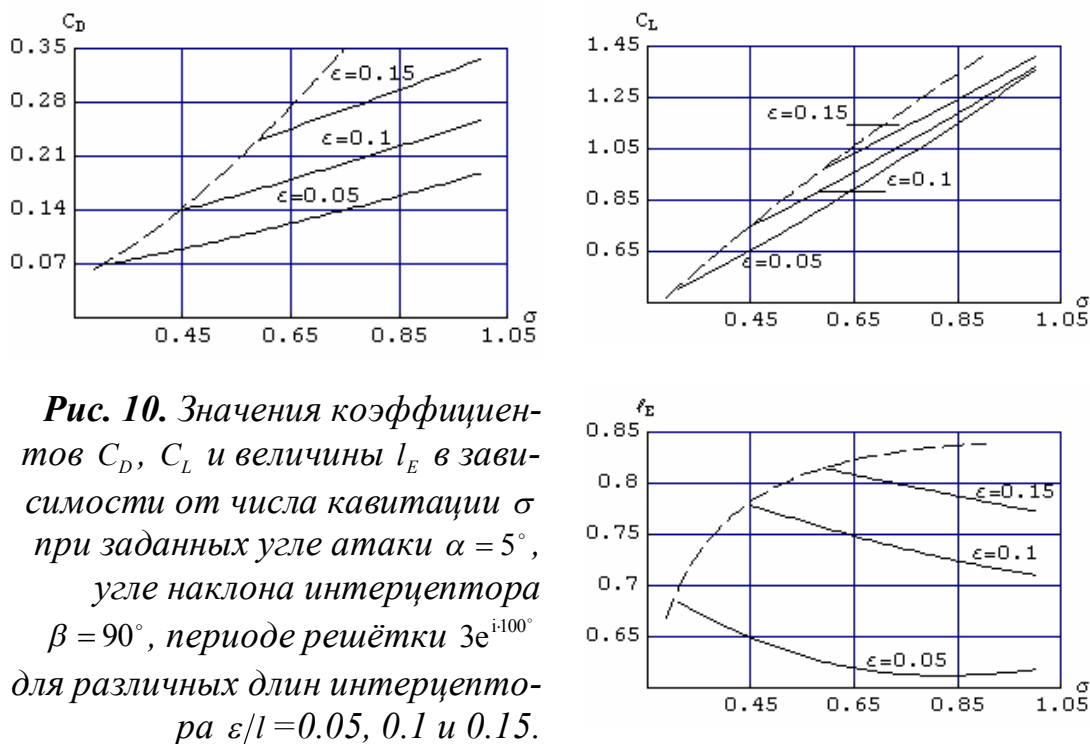 C_D
0.35
0.28
0.21
0.14
0.07
ε=0.15
ε=0.1
ε=0.05
0.45 0.65 0.85 1.05
σ
C_L
1.45
1.25
1.05
0.85
0.65
ε=0.15
ε=0.1
ε=0.05
0.45 0.65 0.85 1.05
σ
Рис. 10. Значения коэффициен-
тов C_D, C_L и величины l_E в зави-
симости от числа кавитации σ
при заданных угле атаки α = 5°,
угле наклона интерцептора
β = 90°, периоде решётки 3e^{i·100°}
для различных длин интерцепто-
ра ε/l =0.05, 0.1 и 0.15.
ℓ_E
0.85
0.8
0.75
0.7
0.65
ε=0.15
ε=0.1
ε=0.05
0.45 0.65 0.85 1.05
σ